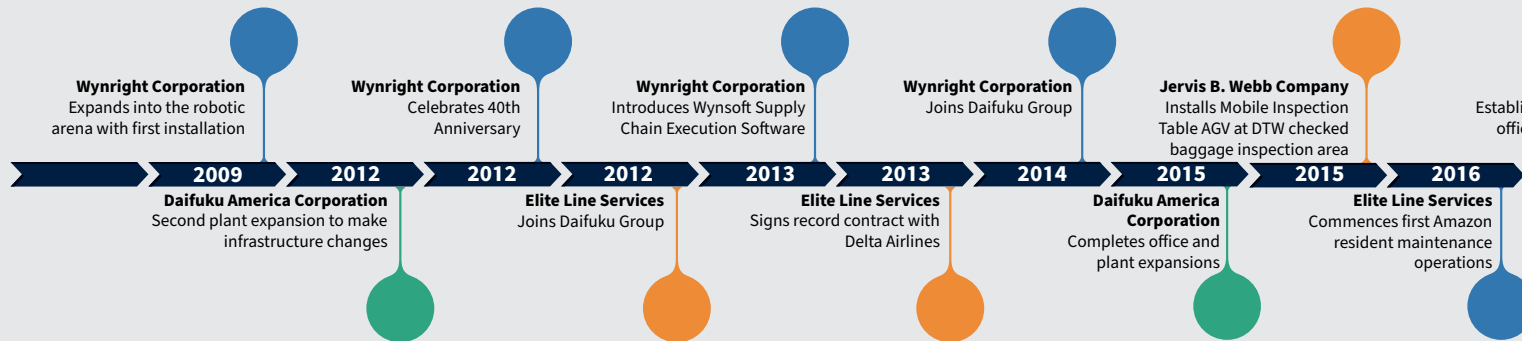 Wynright Corporation
Expands into the robotic
arena with first installation
Wynright Corporation
Celebrates 40th
Anniversary
Wynright Corporation
Introduces Wynsoft Supply
Chain Execution Software
Wynright Corporation
Joins Daifuku Group
Jervis B. Webb Company
Installs Mobile Inspection
Table AGV at DTW checked
baggage inspection area
2009
2012
2012
2012
2013
2013
2014
2015
2015
2016
Daifuku America Corporation
Second plant expansion to make
infrastructure changes
Elite Line Services
Joins Daifuku Group
Elite Line Services
Signs record contract with
Delta Airlines
Daifuku America
Corporation
Completes office and
plant expansions
Elite Line Services
Commences first Amazon
resident maintenance
operations